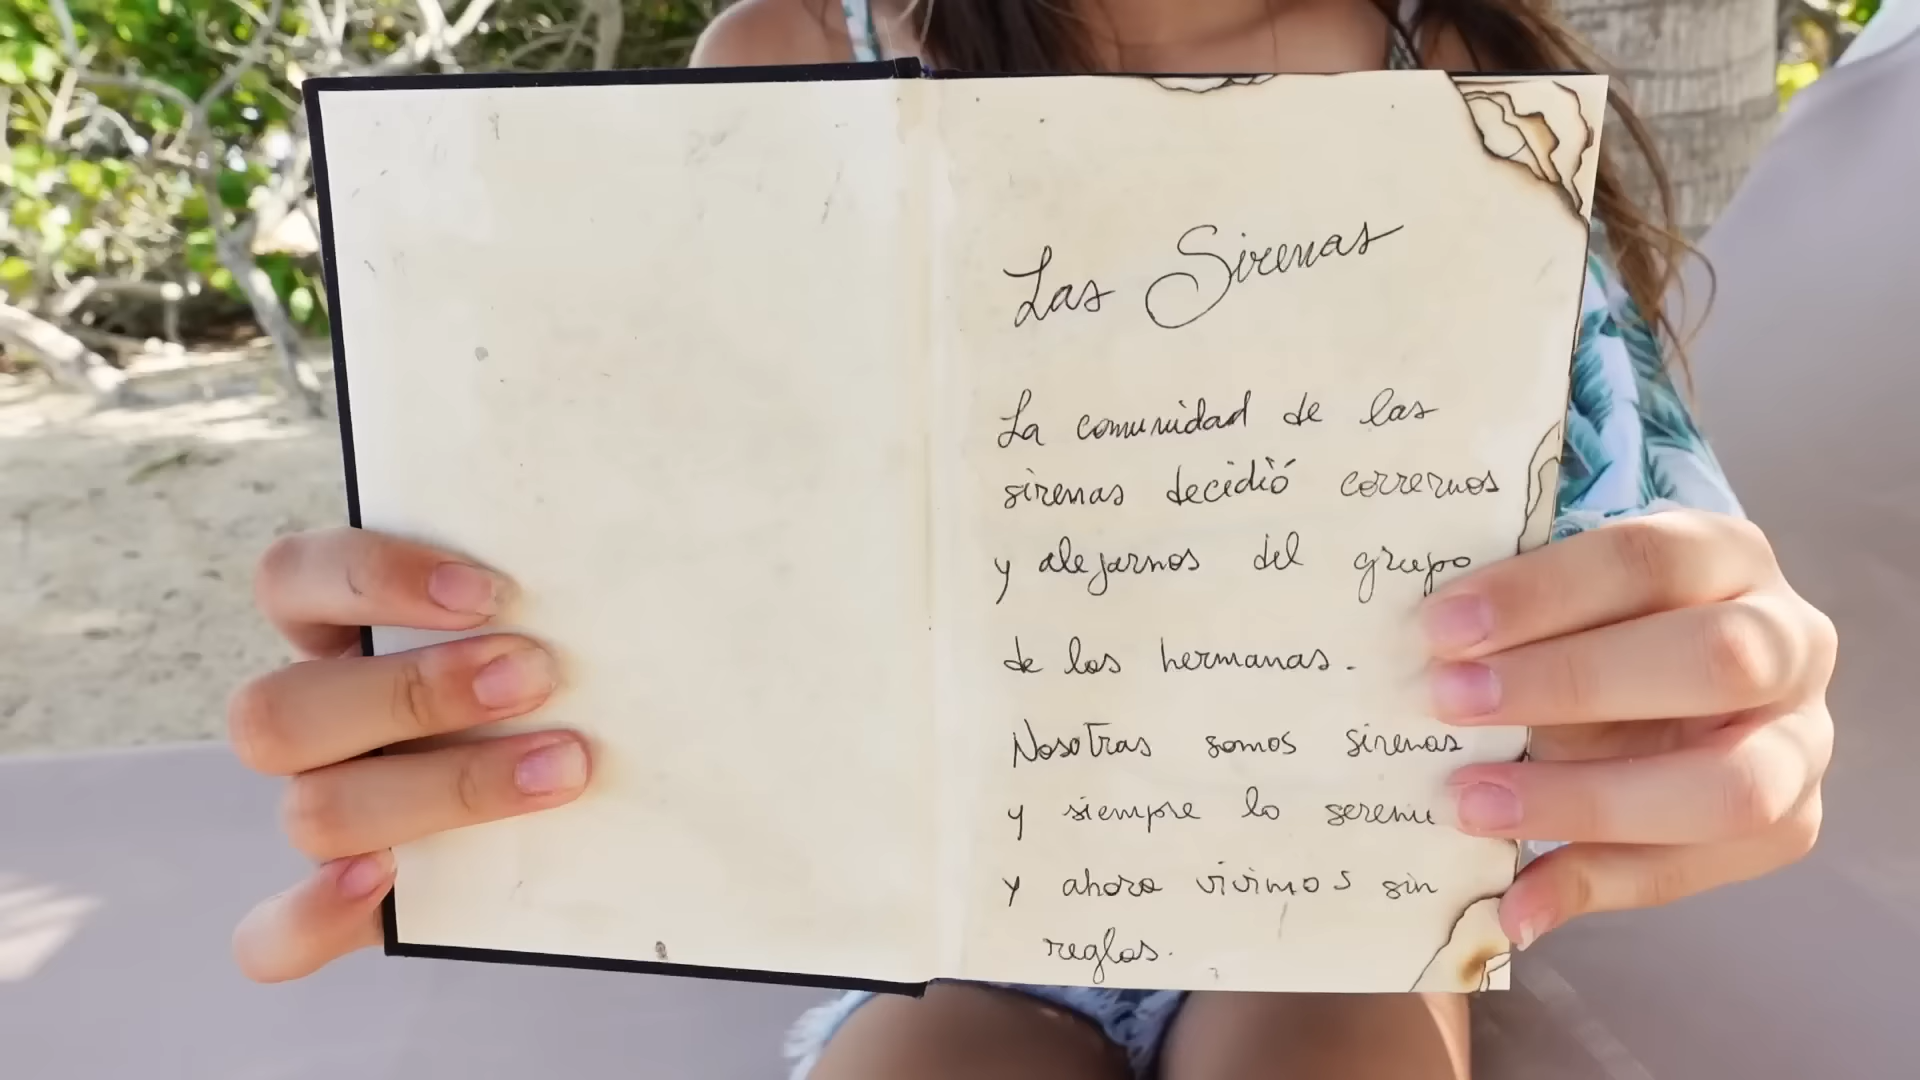 Las Sirenas
La comunidad de las
sirenas decidió corrernos
y alejarnos del grupo
de las hermanas.
Nosotras somos sirenas
y siempre lo seremo
y ahora vivimos sin
reglas.